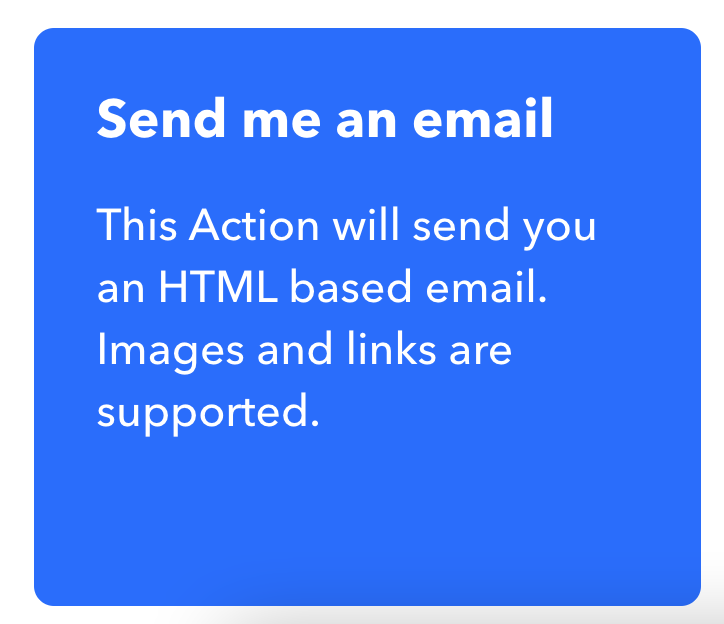 Send me an email
This Action will send you
an HTML based email.
Images and links are
supported.